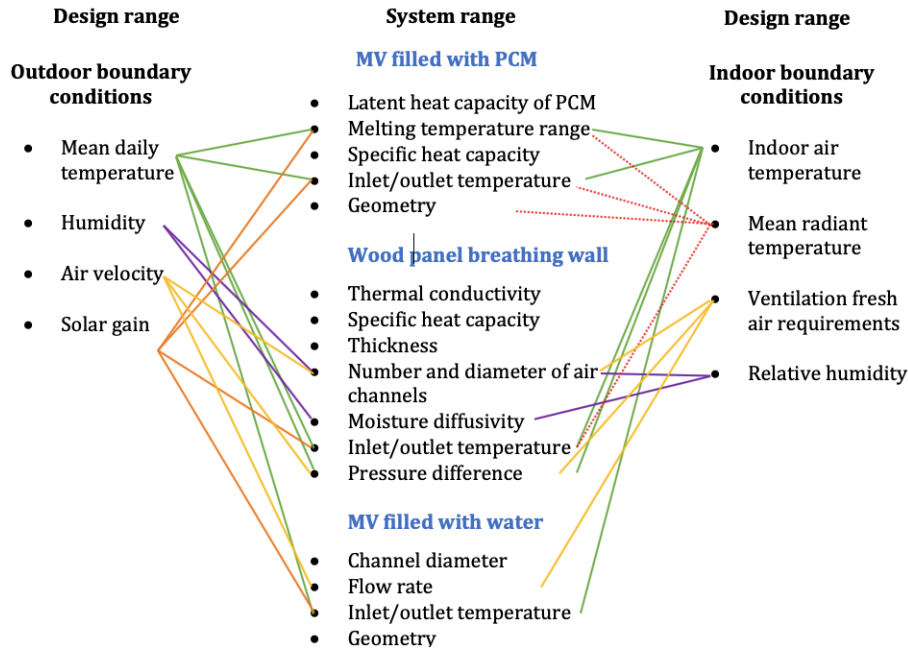 Design range
Outdoor boundary
conditions
• Mean daily
temperature
• Humidity
• Air velocity
• Solar gain
System range
MV filled with PCM
• Latent heat capacity of PCM
• Melting temperature range
• Specific heat capacity
• Inlet/outlet temperature
• Geometry
Wood panel breathing wall
• Thermal conductivity
• Specific heat capacity
• Thickness
• Number and diameter of air
channels
• Moisture diffusivity
• Inlet/outlet temperature
• Pressure difference
MV filled with water
• Channel diameter
• Flow rate
• Inlet/outlet temperature
• Geometry
Design range
Indoor boundary
conditions
• Indoor air
temperature
• Mean radiant
temperature
• Ventilation fresh
air requirements
• Relative humidity